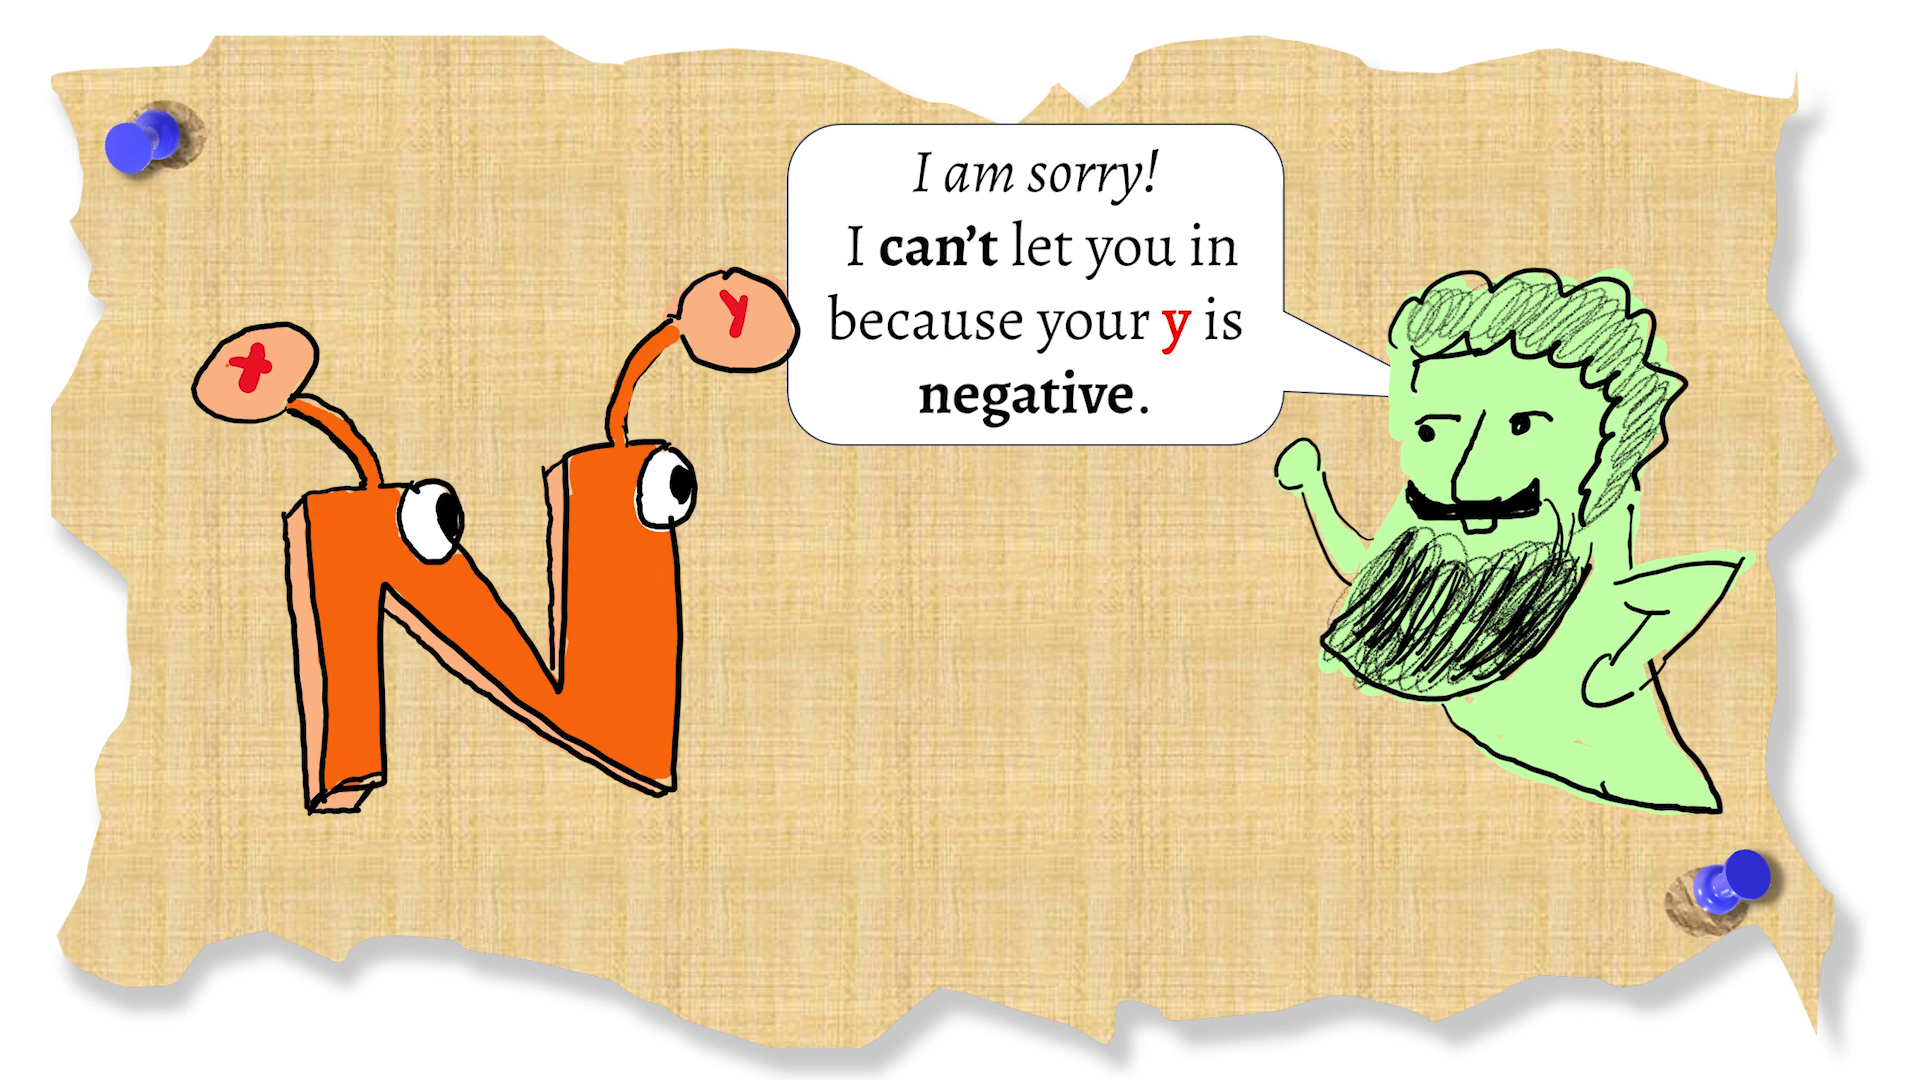 x
y
I am sorry!
I can't let you in
because your y is
negative.